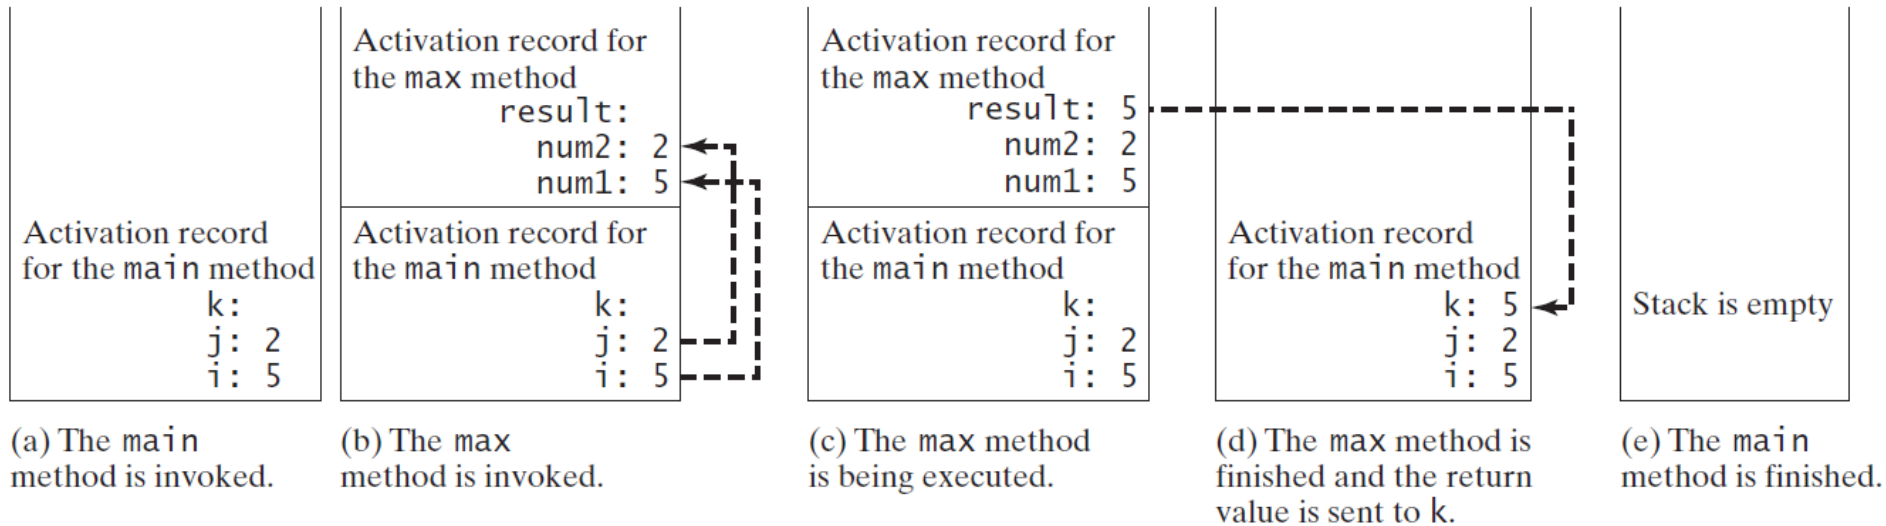 Activation record
for the main method
k:
j: 2
i: 5
(a) The main
method is invoked.
Activation record for
the max method
result:
num2: 2
num1: 5
Activation record for
the main method
k:
j: 2
i: 5
(b) The max
method is invoked.
Activation record for
the max method
result: 5
num2: 2
num1: 5
Activation record for
the main method
k:
j: 2
i: 5
(c) The max method
is being executed.
Activation record
for the main method
k: 5
j: 2
i: 5
(d) The max method is
finished and the return
value is sent to k.
Stack is empty
(e) The main
method is finished.